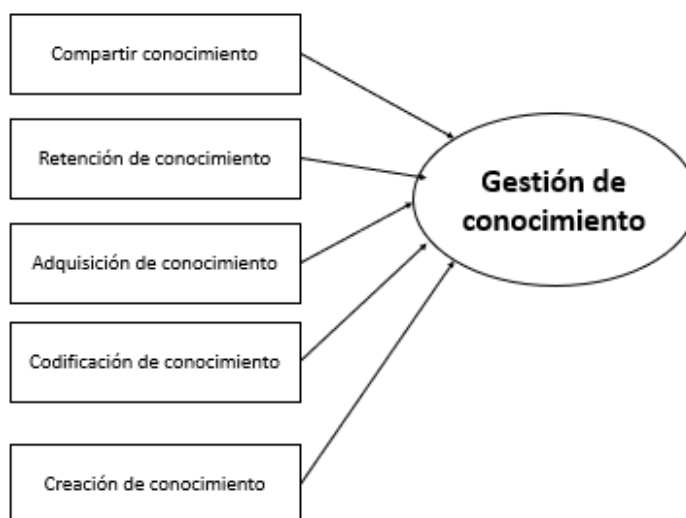 Compartir conocimiento
Retención de conocimiento
Adquisición de conocimiento
Codificación de conocimiento
Creación de conocimiento
Gestión de
conocimiento